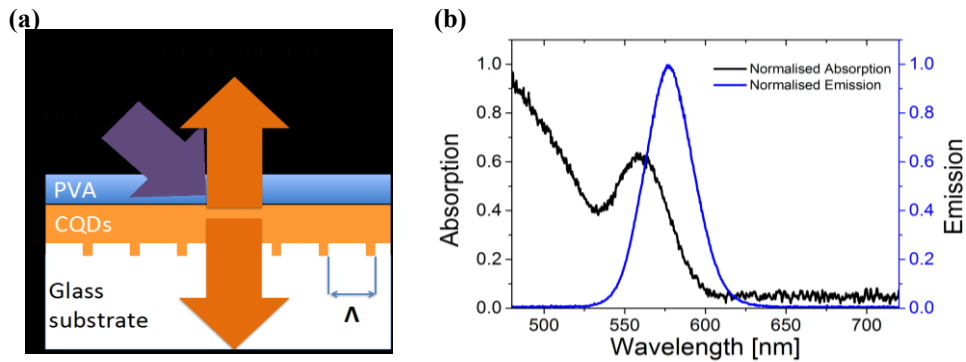 (a)
PVA
CQDs
Glass
substrate
Λ
(b)
Normalised Absorption
Normalised Emission
Absorption
1.0
0.8
0.6
0.4
0.2
0.0
Emission
1.0
0.8
0.6
0.4
0.2
0.0
500 550 600 650 700
Wavelength [nm]